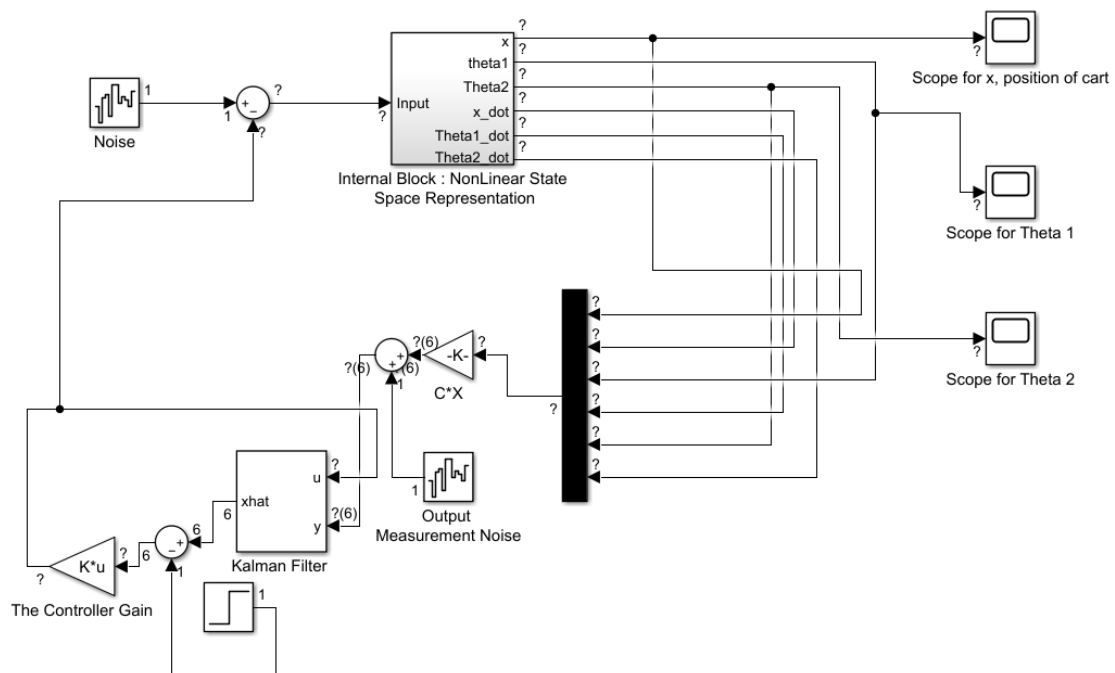 ?
x
?
?
theta1
?
Scope for x, position of cart
1
?
?
Theta2
+
-
Input
?
x_dot
1
?
?
?
Theta1_dot
Noise
?
Theta2_dot
Internal Block : NonLinear State
Space Representation
?
Scope for Theta 1
?
?
?(6)
?
?
?
+
-K-
?
?(6)
+
?(6)
?
Scope for Theta 2
1
C*X
?
?
?
?
?
u
xhat
1
6
6
?(6)
y
Output
Measurement Noise
+
-
?
6
K*u
1
Kalman Filter
?
1
The Controller Gain